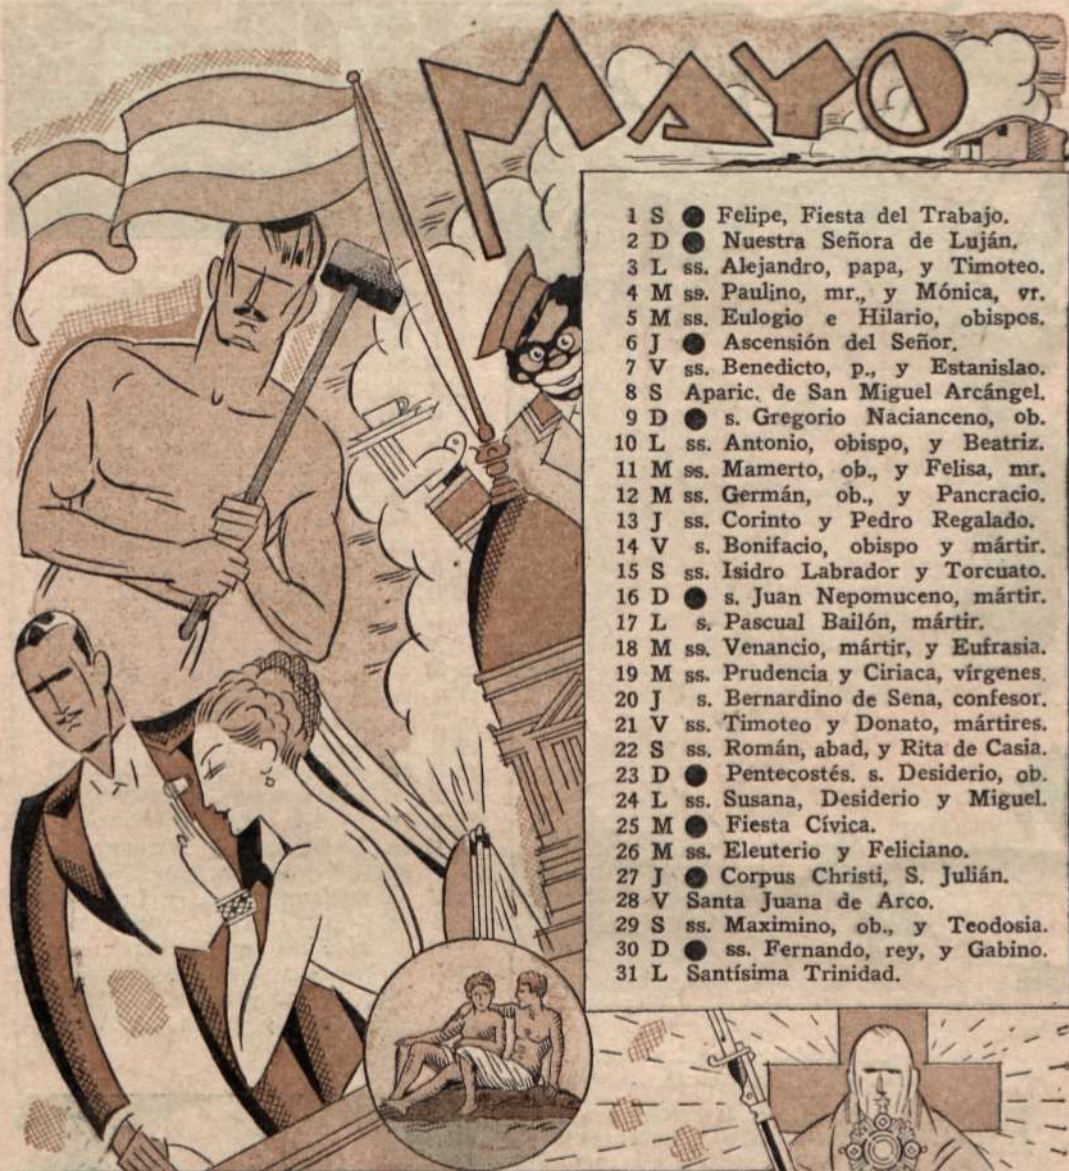 MAYO
1 S ● Felipe, Fiesta del Trabajo.
2 D ● Nuestra Señora de Luján.
3 L ss. Alejandro, papa, y Timoteo.
4 M ss. Paulino, mr., y Mónica, vr.
5 M ss. Eulogio e Hilario, obispos.
6 J ● Ascensión del Señor.
7 V ss. Benedicto, p., y Estanislao.
8 S Aparic. de San Miguel Arcángel.
9 D ● s. Gregorio Nacianceno, ob.
10 L ss. Antonio, obispo, y Beatriz.
11 M ss. Mamerto, ob., y Felisa, mr.
12 M ss. Germán, ob., y Pancracio.
13 J ss. Corinto y Pedro Regalado.
14 V s. Bonifacio, obispo y mártir.
15 S ss. Isidro Labrador y Torcuato.
16 D ● s. Juan Nepomuceno, mártir.
17 L s. Pascual Bailón, mártir.
18 M ss. Venancio, mártir, y Eufrasia.
19 M ss. Prudencia y Ciriaca, vírgenes.
20 J s. Bernardino de Sena, confesor.
21 V ss. Timoteo y Donato, mártires.
22 S ss. Román, abad, y Rita de Casia.
23 D ● Pentecostés. s. Desiderio, ob.
24 L ss. Susana, Desiderio y Miguel.
25 M ● Fiesta Cívica.
26 M ss. Eleuterio y Feliciano.
27 J ● Corpus Christi, S. Julián.
28 V Santa Juana de Arco.
29 S ss. Maximino, ob., y Teodosia.
30 D ● ss. Fernando, rey, y Gabino.
31 L Santísima Trinidad.